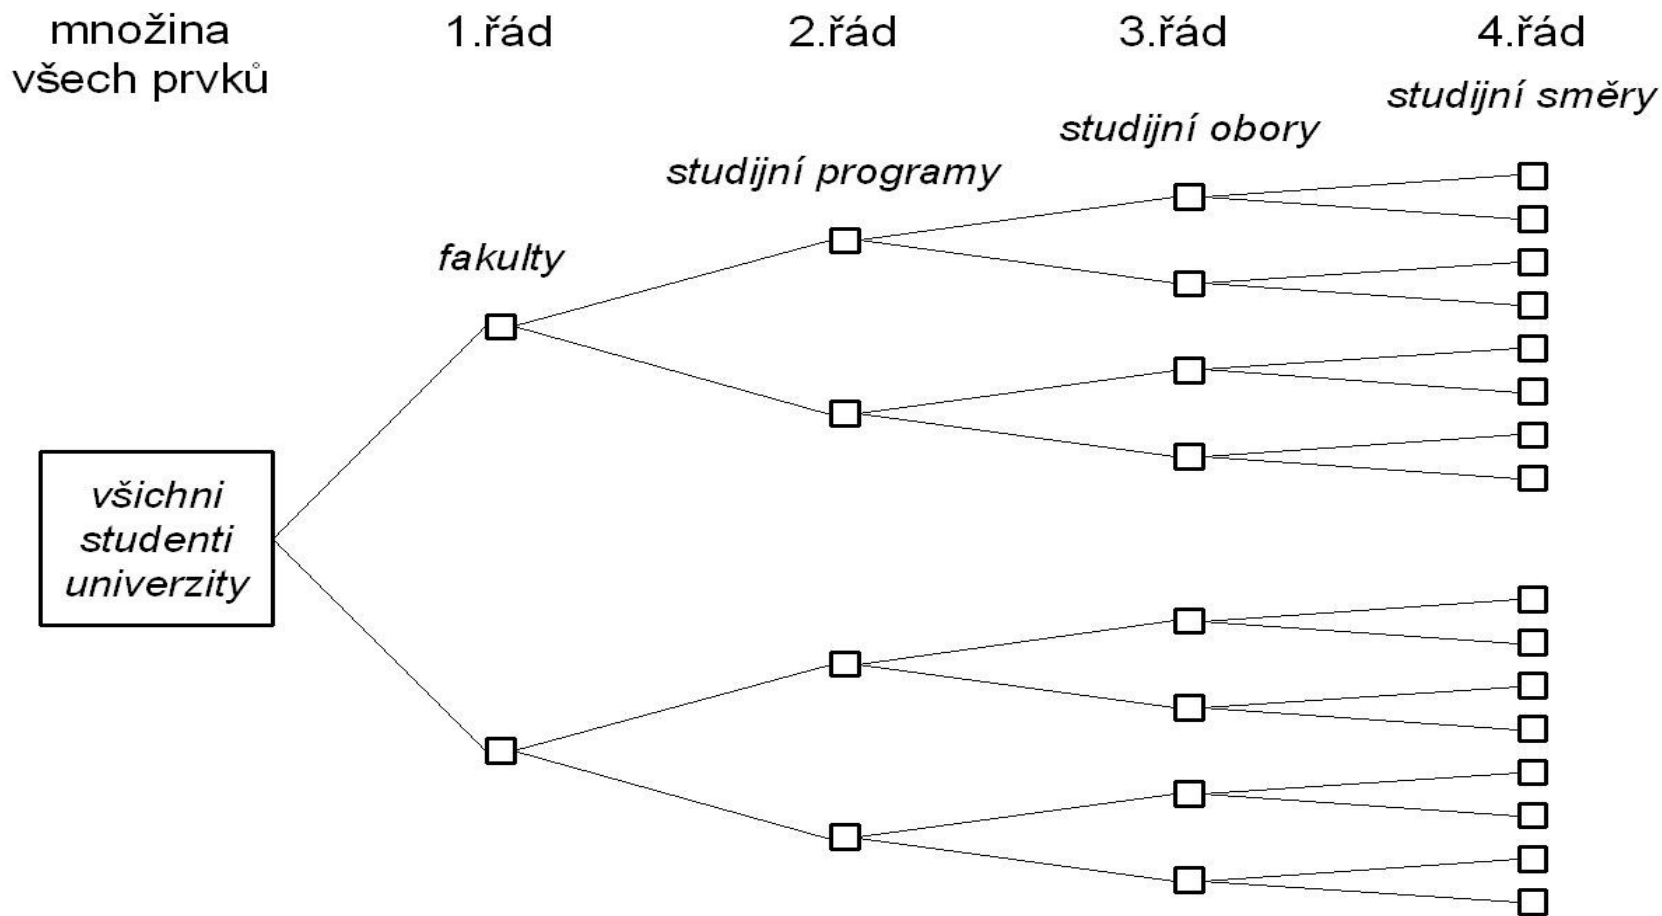 množina
všech prvků
1.řád
2.řád
3.řád
4.řád
studijní směry
studijní obory
studijní programy
fakulty
všichni
studenti
univerzity